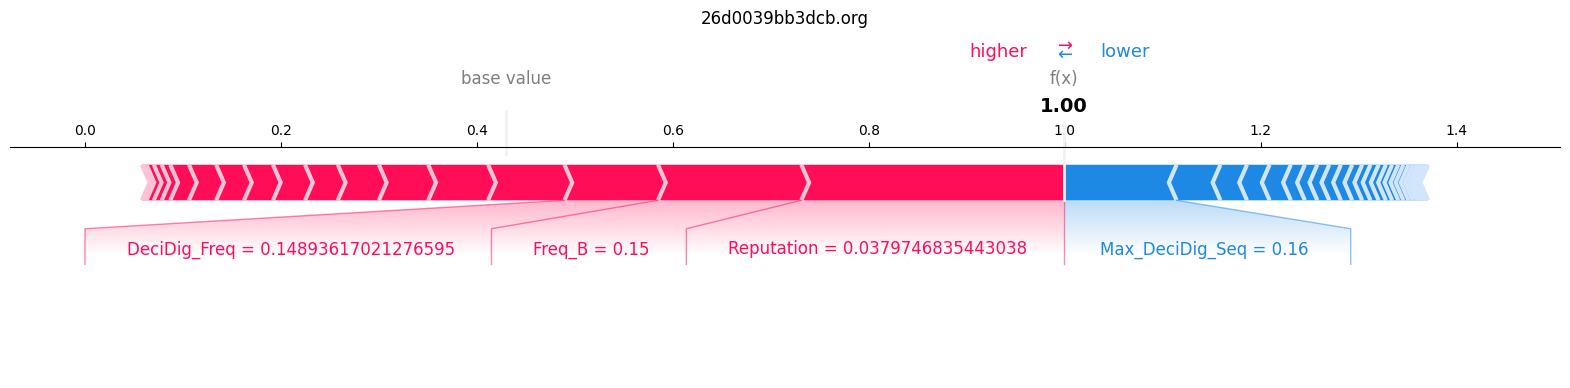 26d0039bb3dcb.org
higher ⇄ lower
base value f(x)
1.00
0.0 0.2 0.4 0.6 0.8 1.0 1.2 1.4
DeciDig_Freq = 0.14893617021276595 Freq_B = 0.15 Reputation = 0.0379746835443038 Max_DeciDig_Seq = 0.16